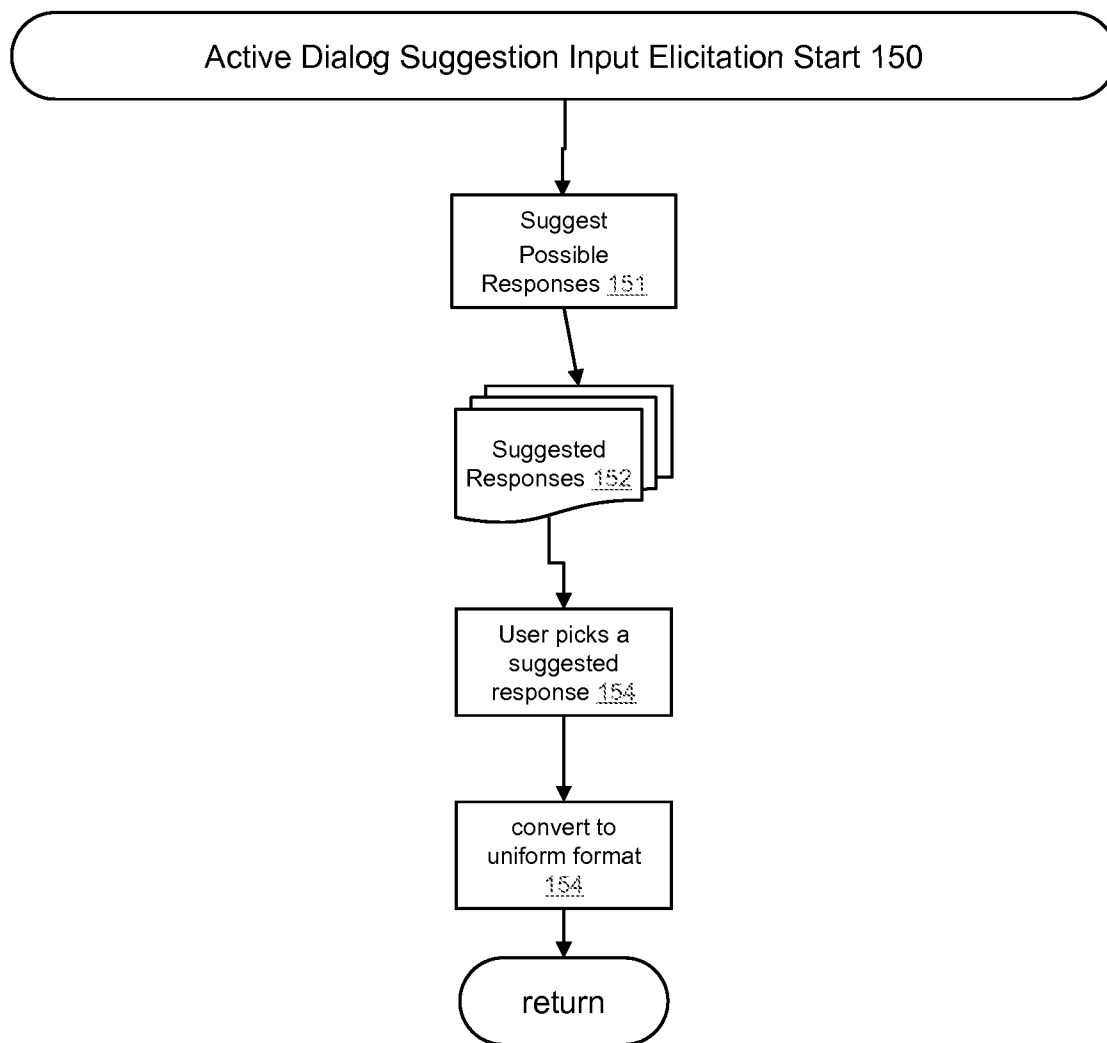 Active Dialog Suggestion Input Elicitation Start 150
Suggest
Possible
Responses 151
Suggested
Responses 152
User picks a
suggested
response 154
convert to
uniform format
154
return